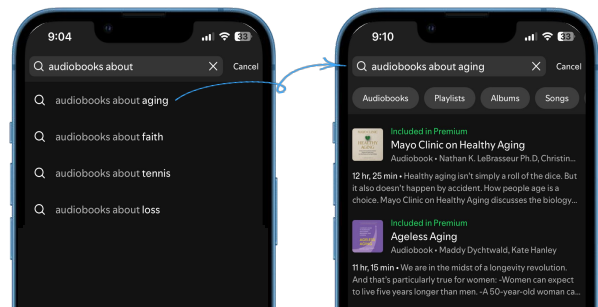 9:04
33
audiobooks about
Cancel
audiobooks about aging
audiobooks about faith
audiobooks about tennis
audiobooks about loss
9:10
33
audiobooks about aging
Cancel
Audiobooks
Playlists
Albums
Songs
Included in Premium
Mayo Clinic on Healthy Aging
Audiobook • Nathan K. LeBrasseur Ph.D, Christin...
12 hr, 25 min • Healthy aging isn't simply a roll of the dice. But
it also doesn't happen by accident. How people age is a
choice. Mayo Clinic on Healthy Aging discusses the biology...
Included in Premium
Ageless Aging
Audiobook • Maddy Dychtwald, Kate Hanley
11 hr, 15 min • We are in the midst of a longevity revolution.
And that's particularly true for women: -Women can expect
to live five years longer than men. -A 50-year-old woman ca...